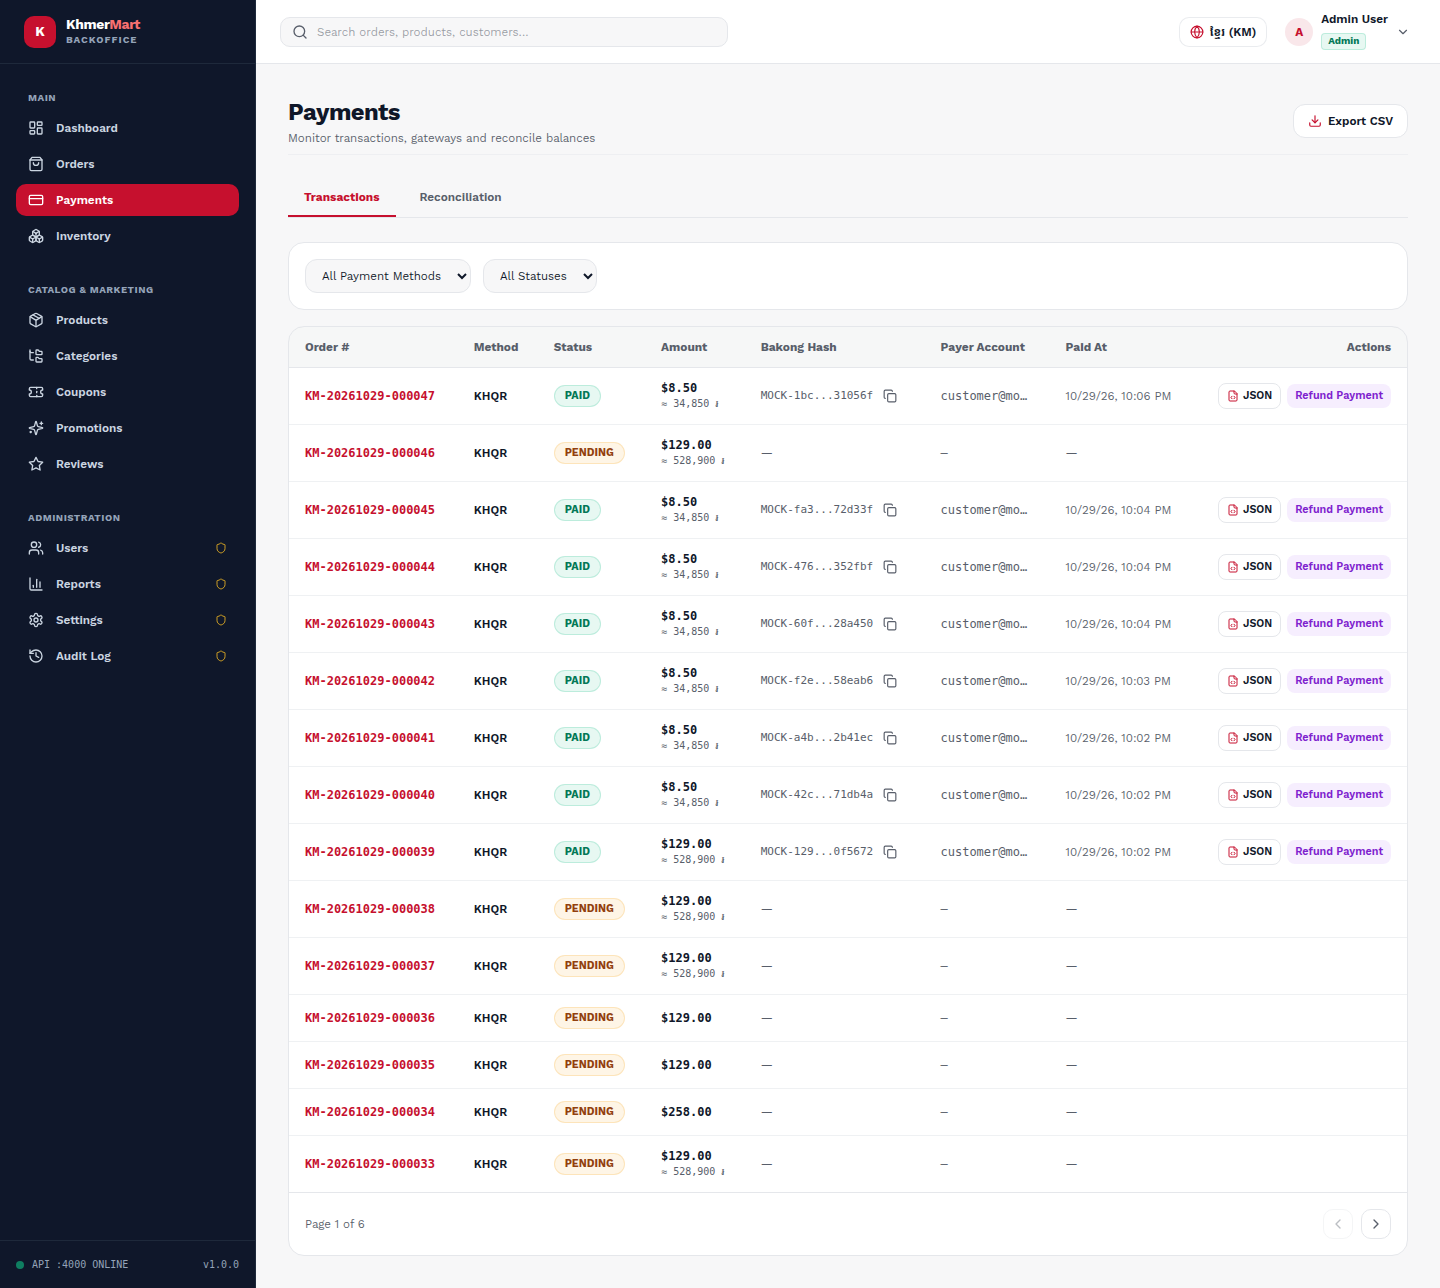 K
KhmerMart
BACKOFFICE
Search orders, products, customers...
ខ្មែរ (KM)
A
Admin User
Admin
MAIN
Dashboard
Orders
Payments
Inventory
CATALOG & MARKETING
Products
Categories
Coupons
Promotions
Reviews
ADMINISTRATION
Users
Reports
Settings
Audit Log
API :4000 ONLINE v1.0.0
Payments
Monitor transactions, gateways and reconcile balances
Export CSV
Transactions Reconciliation
All Payment Methods All Statuses
Order # Method Status Amount Bakong Hash Payer Account Paid At Actions
KM-20261029-000047 KHQR PAID $8.50 MOCK-1bc...31056f customer@mo… 10/29/26, 10:06 PM JSON Refund Payment
≈ 34,850 ៛
KM-20261029-000046 KHQR PENDING $129.00 — — —
≈ 528,900 ៛
KM-20261029-000045 KHQR PAID $8.50 MOCK-fa3...72d33f customer@mo… 10/29/26, 10:04 PM JSON Refund Payment
≈ 34,850 ៛
KM-20261029-000044 KHQR PAID $8.50 MOCK-476...352fbf customer@mo… 10/29/26, 10:04 PM JSON Refund Payment
≈ 34,850 ៛
KM-20261029-000043 KHQR PAID $8.50 MOCK-60f...28a450 customer@mo… 10/29/26, 10:04 PM JSON Refund Payment
≈ 34,850 ៛
KM-20261029-000042 KHQR PAID $8.50 MOCK-f2e...58eab6 customer@mo… 10/29/26, 10:03 PM JSON Refund Payment
≈ 34,850 ៛
KM-20261029-000041 KHQR PAID $8.50 MOCK-a4b...2b41ec customer@mo… 10/29/26, 10:02 PM JSON Refund Payment
≈ 34,850 ៛
KM-20261029-000040 KHQR PAID $8.50 MOCK-42c...71db4a customer@mo… 10/29/26, 10:02 PM JSON Refund Payment
≈ 34,850 ៛
KM-20261029-000039 KHQR PAID $129.00 MOCK-129...0f5672 customer@mo… 10/29/26, 10:02 PM JSON Refund Payment
≈ 528,900 ៛
KM-20261029-000038 KHQR PENDING $129.00 — — —
≈ 528,900 ៛
KM-20261029-000037 KHQR PENDING $129.00 — — —
≈ 528,900 ៛
KM-20261029-000036 KHQR PENDING $129.00 — — —
KM-20261029-000035 KHQR PENDING $129.00 — — —
KM-20261029-000034 KHQR PENDING $258.00 — — —
KM-20261029-000033 KHQR PENDING $129.00 — — —
≈ 528,900 ៛
Page 1 of 6